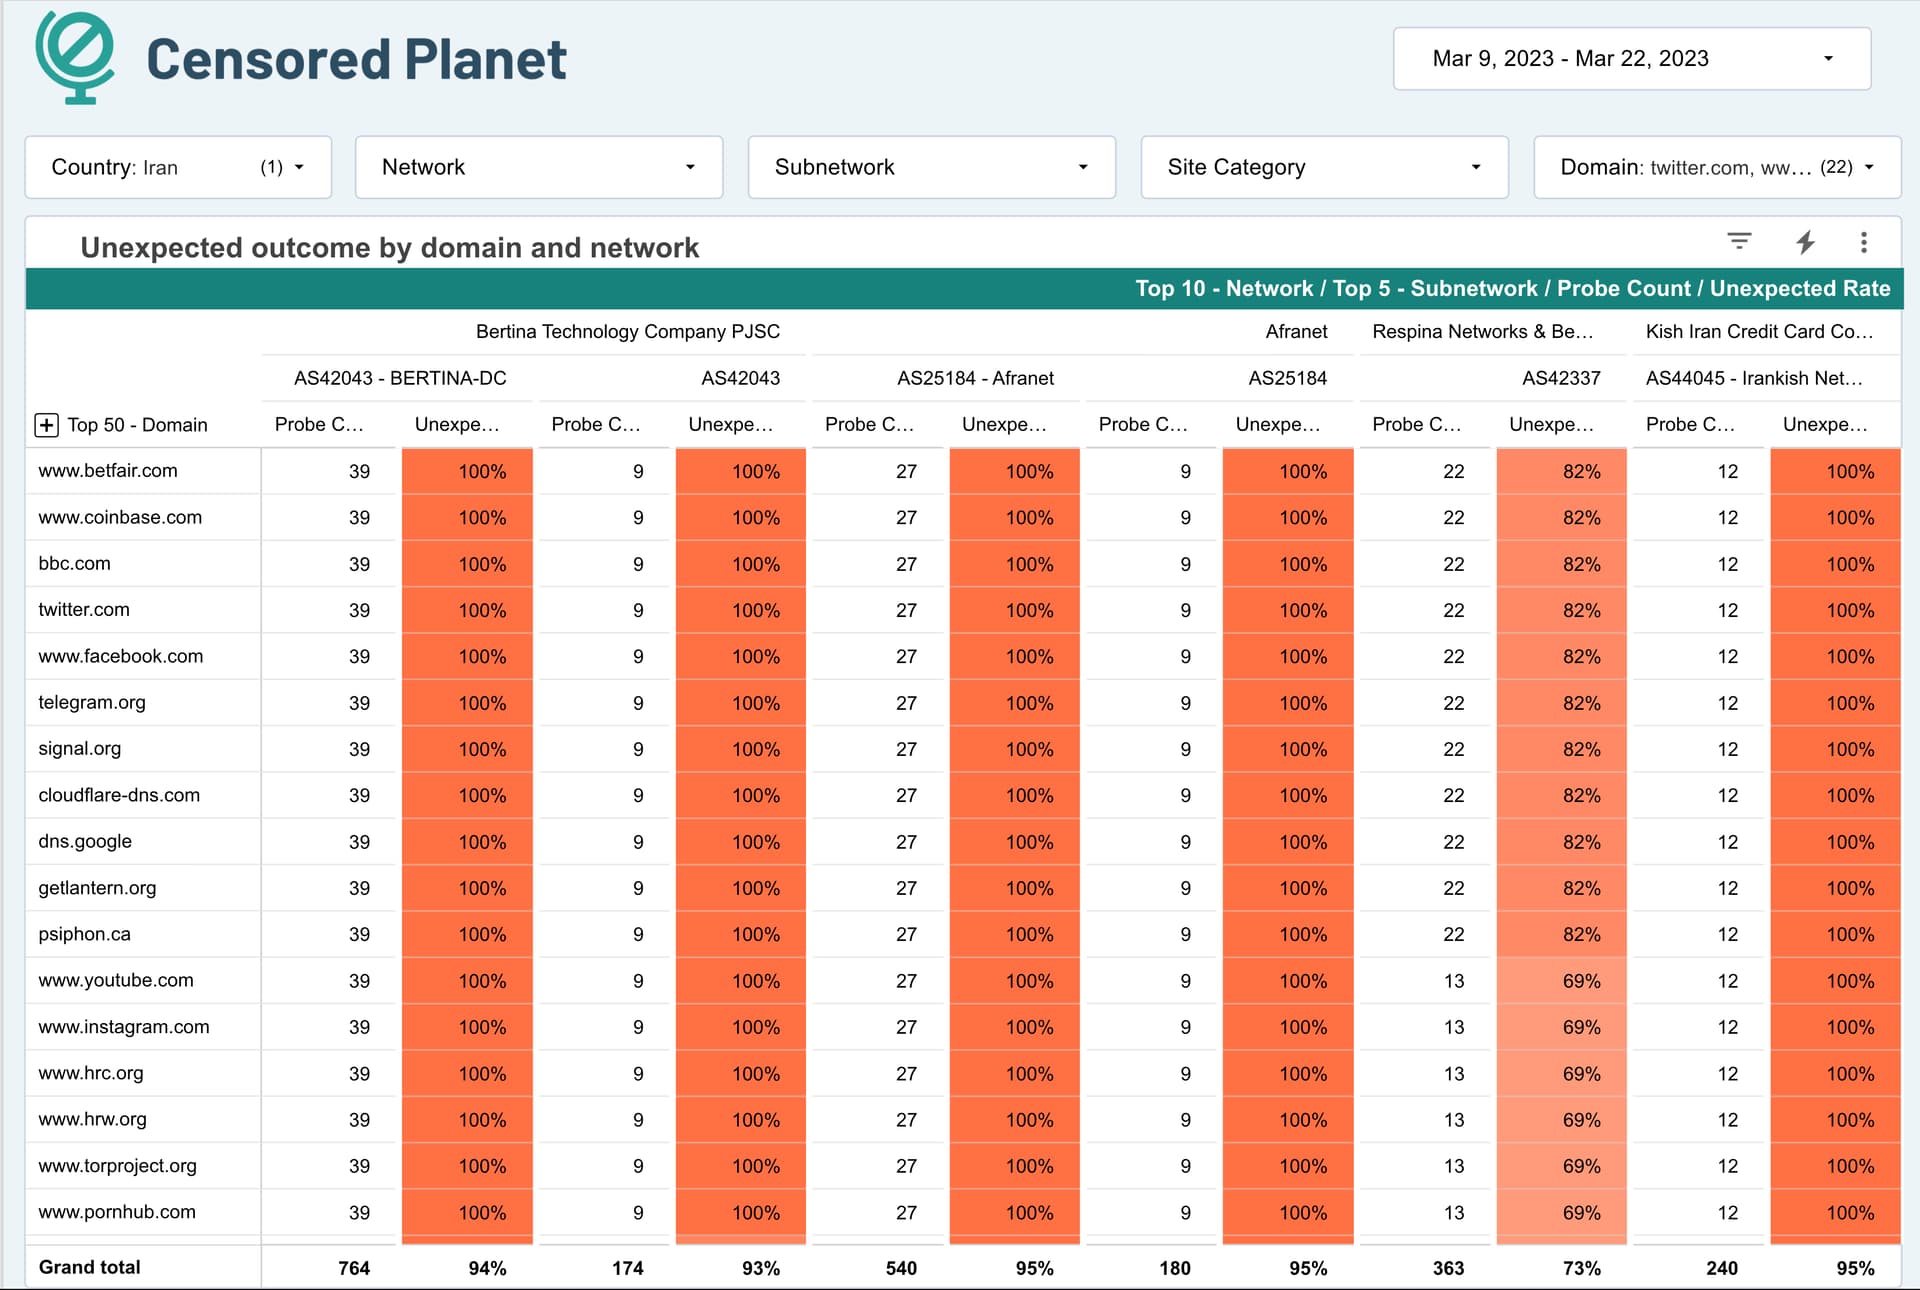 Censored Planet
Mar 9, 2023 - Mar 22, 2023
Country: Iran (1)
Network
Subnetwork
Site Category
Domain: twitter.com, ww... (22)
Unexpected outcome by domain and network
Top 10 - Network / Top 5 - Subnetwork / Probe Count / Unexpected Rate
Bertina Technology Company PJSC Afranet Respina Networks & Be... Kish Iran Credit Card Co...
AS42043 - BERTINA-DC AS42043 AS25184 - Afranet AS25184 AS42337 AS44045 - Irankish Net...
Top 50 - Domain Probe C... Unexpe... Probe C... Unexpe... Probe C... Unexpe... Probe C... Unexpe... Probe C... Unexpe... Probe C... Unexpe...
www.betfair.com 39 100% 9 100% 27 100% 9 100% 22 82% 12 100%
www.coinbase.com 39 100% 9 100% 27 100% 9 100% 22 82% 12 100%
bbc.com 39 100% 9 100% 27 100% 9 100% 22 82% 12 100%
twitter.com 39 100% 9 100% 27 100% 9 100% 22 82% 12 100%
www.facebook.com 39 100% 9 100% 27 100% 9 100% 22 82% 12 100%
telegram.org 39 100% 9 100% 27 100% 9 100% 22 82% 12 100%
signal.org 39 100% 9 100% 27 100% 9 100% 22 82% 12 100%
cloudflare-dns.com 39 100% 9 100% 27 100% 9 100% 22 82% 12 100%
dns.google 39 100% 9 100% 27 100% 9 100% 22 82% 12 100%
getlantern.org 39 100% 9 100% 27 100% 9 100% 22 82% 12 100%
psiphon.ca 39 100% 9 100% 27 100% 9 100% 22 82% 12 100%
www.youtube.com 39 100% 9 100% 27 100% 9 100% 13 69% 12 100%
www.instagram.com 39 100% 9 100% 27 100% 9 100% 13 69% 12 100%
www.hrc.org 39 100% 9 100% 27 100% 9 100% 13 69% 12 100%
www.hrw.org 39 100% 9 100% 27 100% 9 100% 13 69% 12 100%
www.torproject.org 39 100% 9 100% 27 100% 9 100% 13 69% 12 100%
www.pornhub.com 39 100% 9 100% 27 100% 9 100% 13 69% 12 100%
Grand total 764 94% 174 93% 540 95% 180 95% 363 73% 240 95%